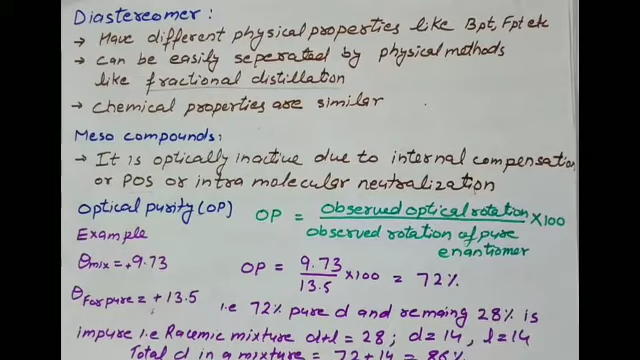 Diastereomer :
→ Have different physical properties like Bpt, Fpt etc
→ can be easily seperated by physical methods
like fractional distillation
→ chemical properties are similar
Meso compounds:
→ It is optically inactive due to internal compensation
or POS or intra molecular neutralization
Optical purity (OP) OP = observed optical rotation ×100
observed rotation of pure
enantiomer
Example
θmix = +9.73 OP = 9.73/13.5 ×100 = 72%
θFor pure = +13.5
i.e 72% pure d and remaing 28% is
impure i.e Racemic mixture d+l = 28 ; d = 14, l = 14
Total d in a mixture = 72+14 = 86%